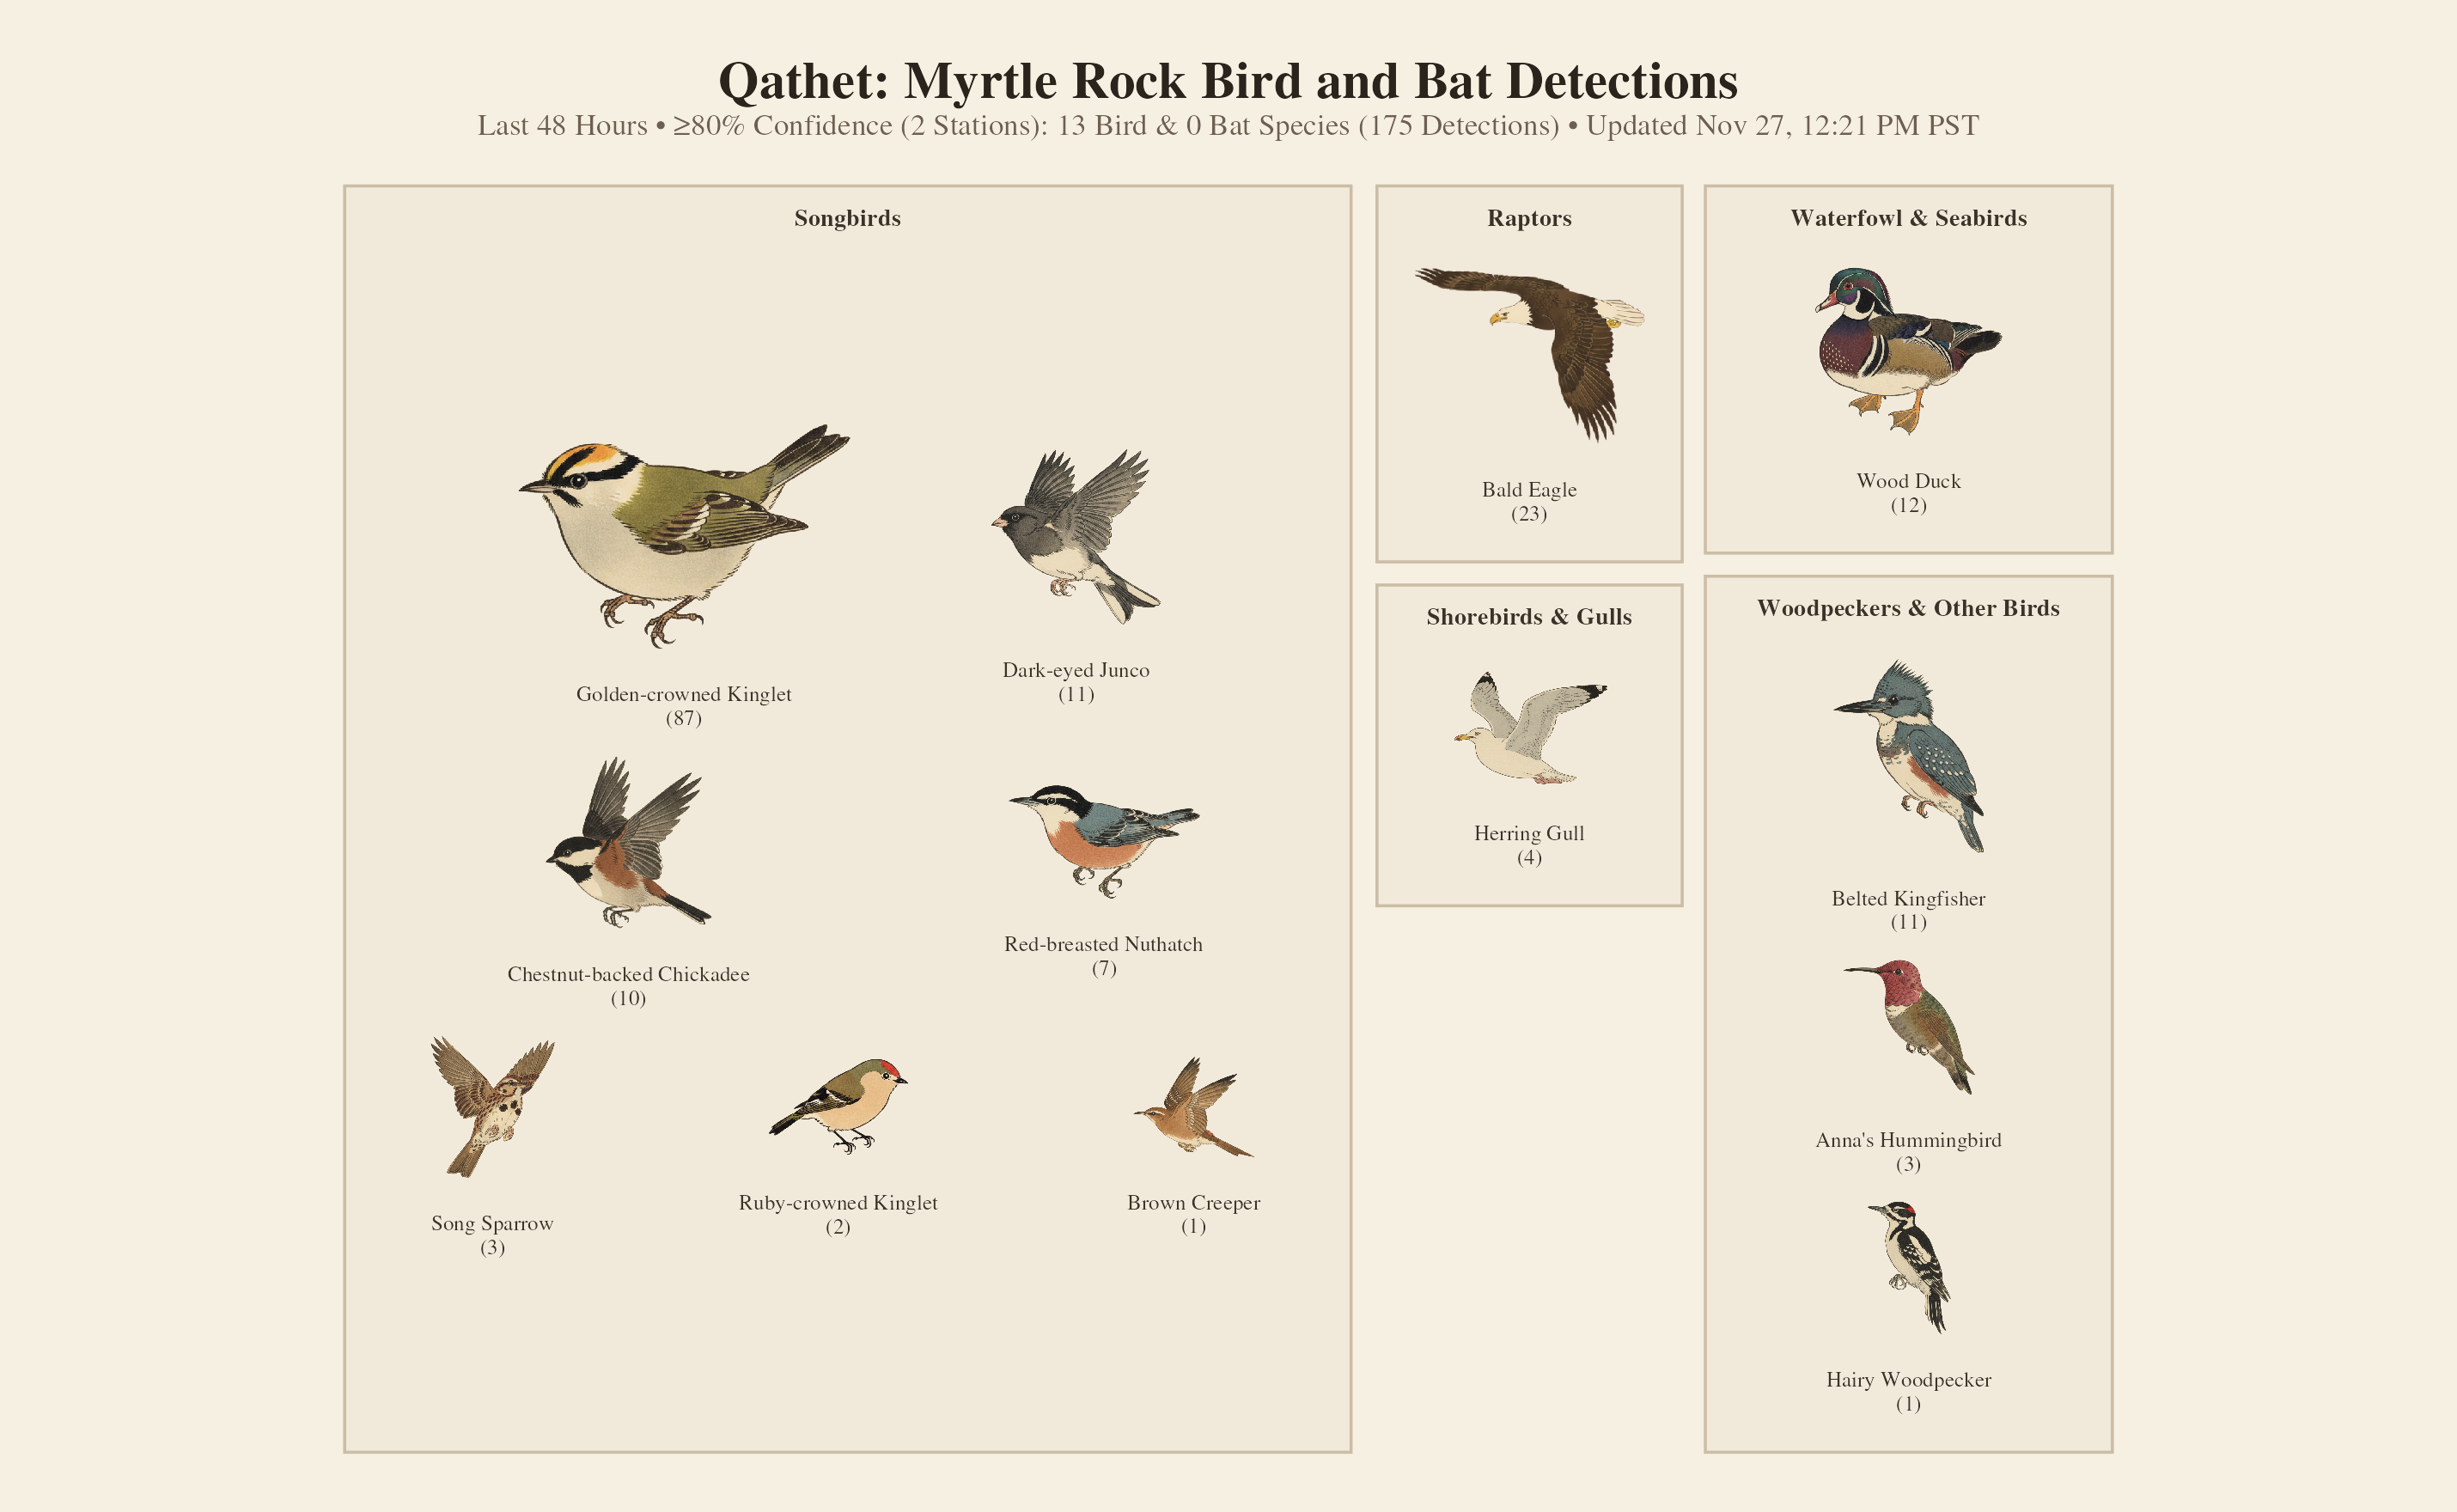 Qathet: Myrtle Rock Bird and Bat Detections
Last 48 Hours • ≥80% Confidence (2 Stations): 13 Bird & 0 Bat Species (175 Detections) • Updated Nov 27, 12:21 PM PST
Songbirds
Golden-crowned Kinglet
(87)
Dark-eyed Junco
(11)
Chestnut-backed Chickadee
(10)
Red-breasted Nuthatch
(7)
Song Sparrow
(3)
Ruby-crowned Kinglet
(2)
Brown Creeper
(1)
Raptors
Bald Eagle
(23)
Shorebirds & Gulls
Herring Gull
(4)
Waterfowl & Seabirds
Wood Duck
(12)
Woodpeckers & Other Birds
Belted Kingfisher
(11)
Anna's Hummingbird
(3)
Hairy Woodpecker
(1)